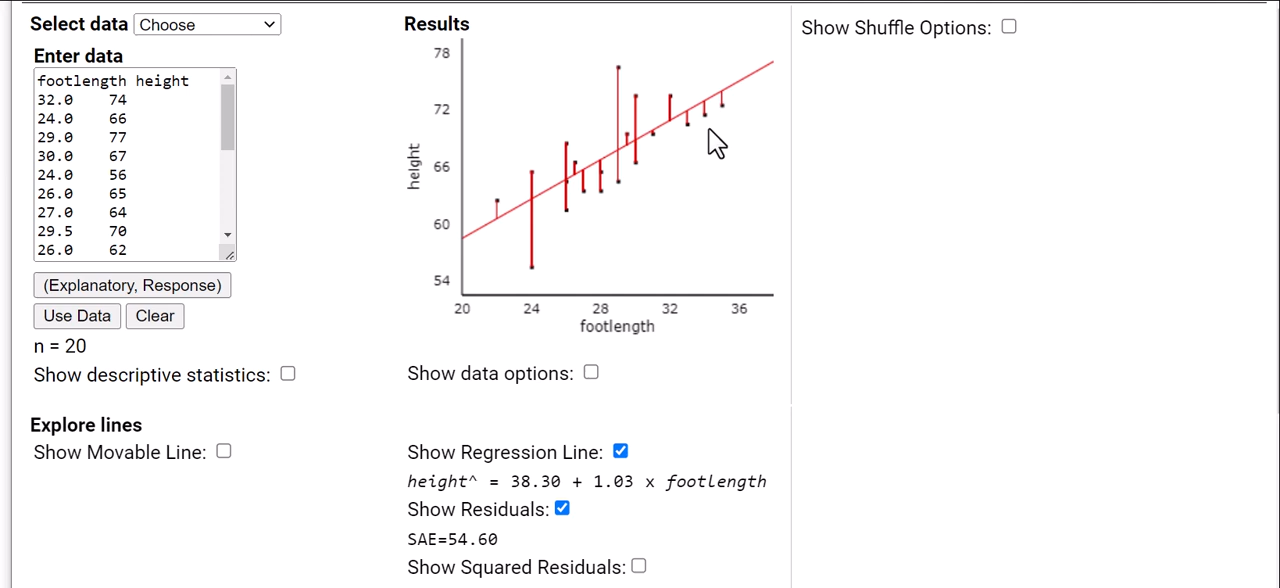 Select data Choose
Enter data
footlength height
32.0 74
24.0 66
29.0 77
30.0 67
24.0 56
26.0 65
27.0 64
29.5 70
26.0 62
(Explanatory, Response)
Use Data Clear
n = 20
Show descriptive statistics:
Explore lines
Show Movable Line:
Results
78
72
66
60
54
height
20 24 28 32 36
footlength
Show data options:
Show Regression Line:
height^ = 38.30 + 1.03 x footlength
Show Residuals:
SAE=54.60
Show Squared Residuals:
Show Shuffle Options: